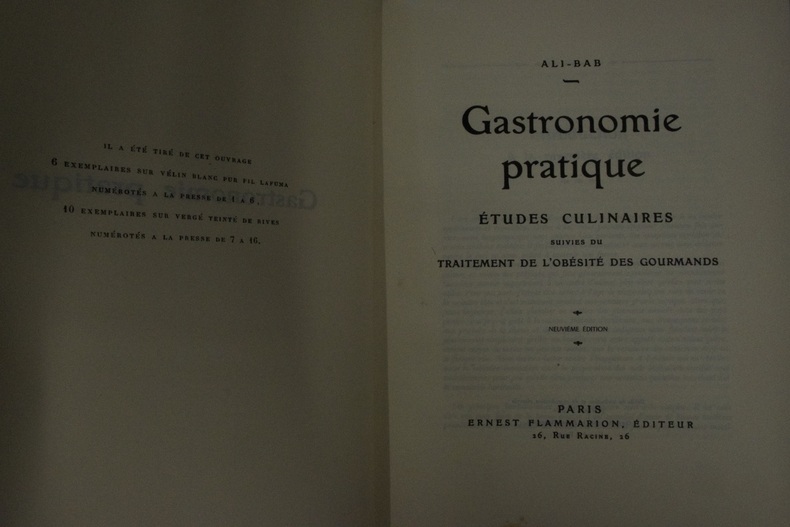 IL A ÉTÉ TIRÉ DE CET OUVRAGE
6 EXEMPLAIRES SUR VÉLIN BLANC PUR FIL LAFUMA
NUMÉROTÉS A LA PRESSE DE 1 A 6.
10 EXEMPLAIRES SUR VERGÉ TEINTÉ DE RIVES
NUMÉROTÉS A LA PRESSE DE 7 A 16.
ALI-BAB
Gastronomie
pratique
ÉTUDES CULINAIRES
SUIVIES DU
TRAITEMENT DE L'OBÉSITÉ DES GOURMANDS
NEUVIÈME ÉDITION
PARIS
ERNEST FLAMMARION, ÉDITEUR
26, RUE RACINE, 26